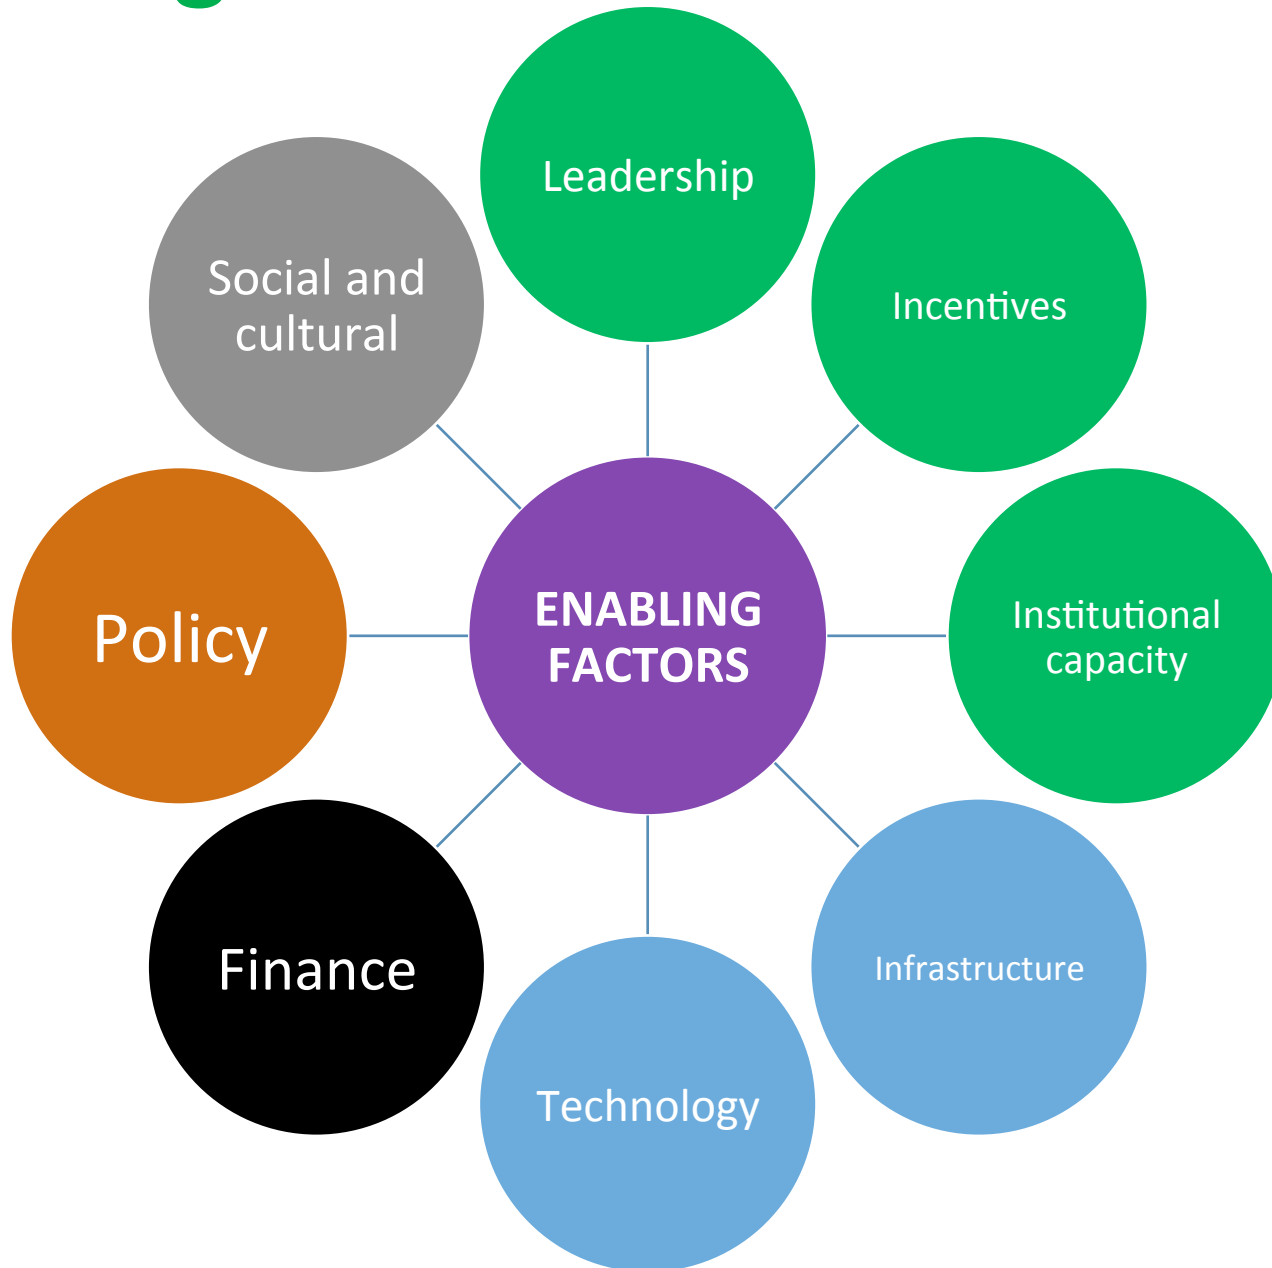 Leadership
Social and
cultural
Incentives
Policy
ENABLING
FACTORS
Institutional
capacity
Finance
Infrastructure
Technology